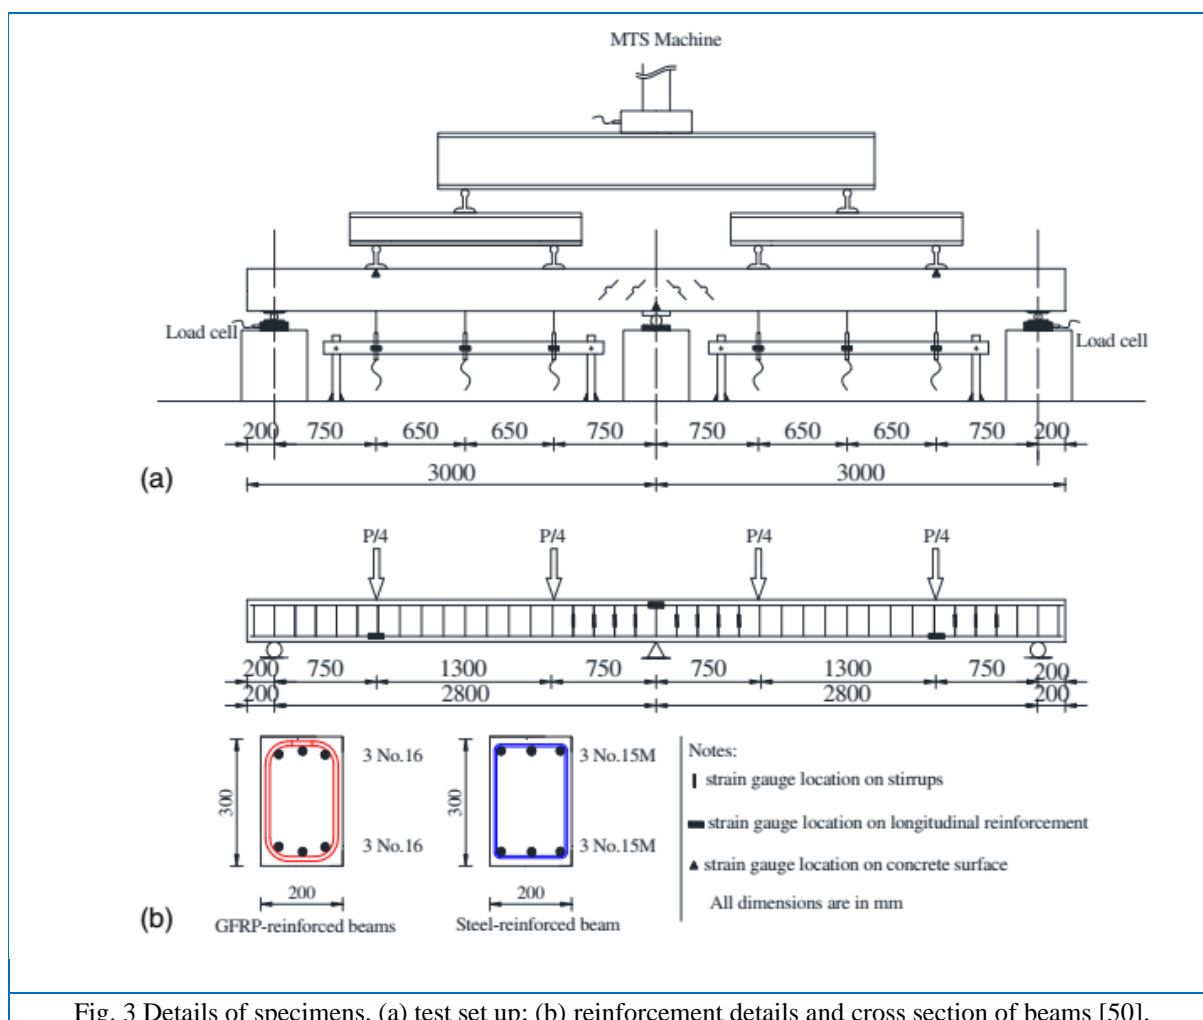 MTS Machine
Load cell
Load cell
200 750 650 650 750 750 650 650 750 200
(a)
3000 3000
P/4 P/4 P/4 P/4
200 750 1300 750 750 1300 750 200
200 2800 2800 200
3 No.16
3 No.15M
300
300
3 No.16
3 No.15M
200
200
(b)
GFRP-reinforced beams
Steel-reinforced beam
Notes:
strain gauge location on stirrups
strain gauge location on longitudinal reinforcement
strain gauge location on concrete surface
All dimensions are in mm
Fig. 3 Details of specimens, (a) test set up; (b) reinforcement details and cross section of beams [50].